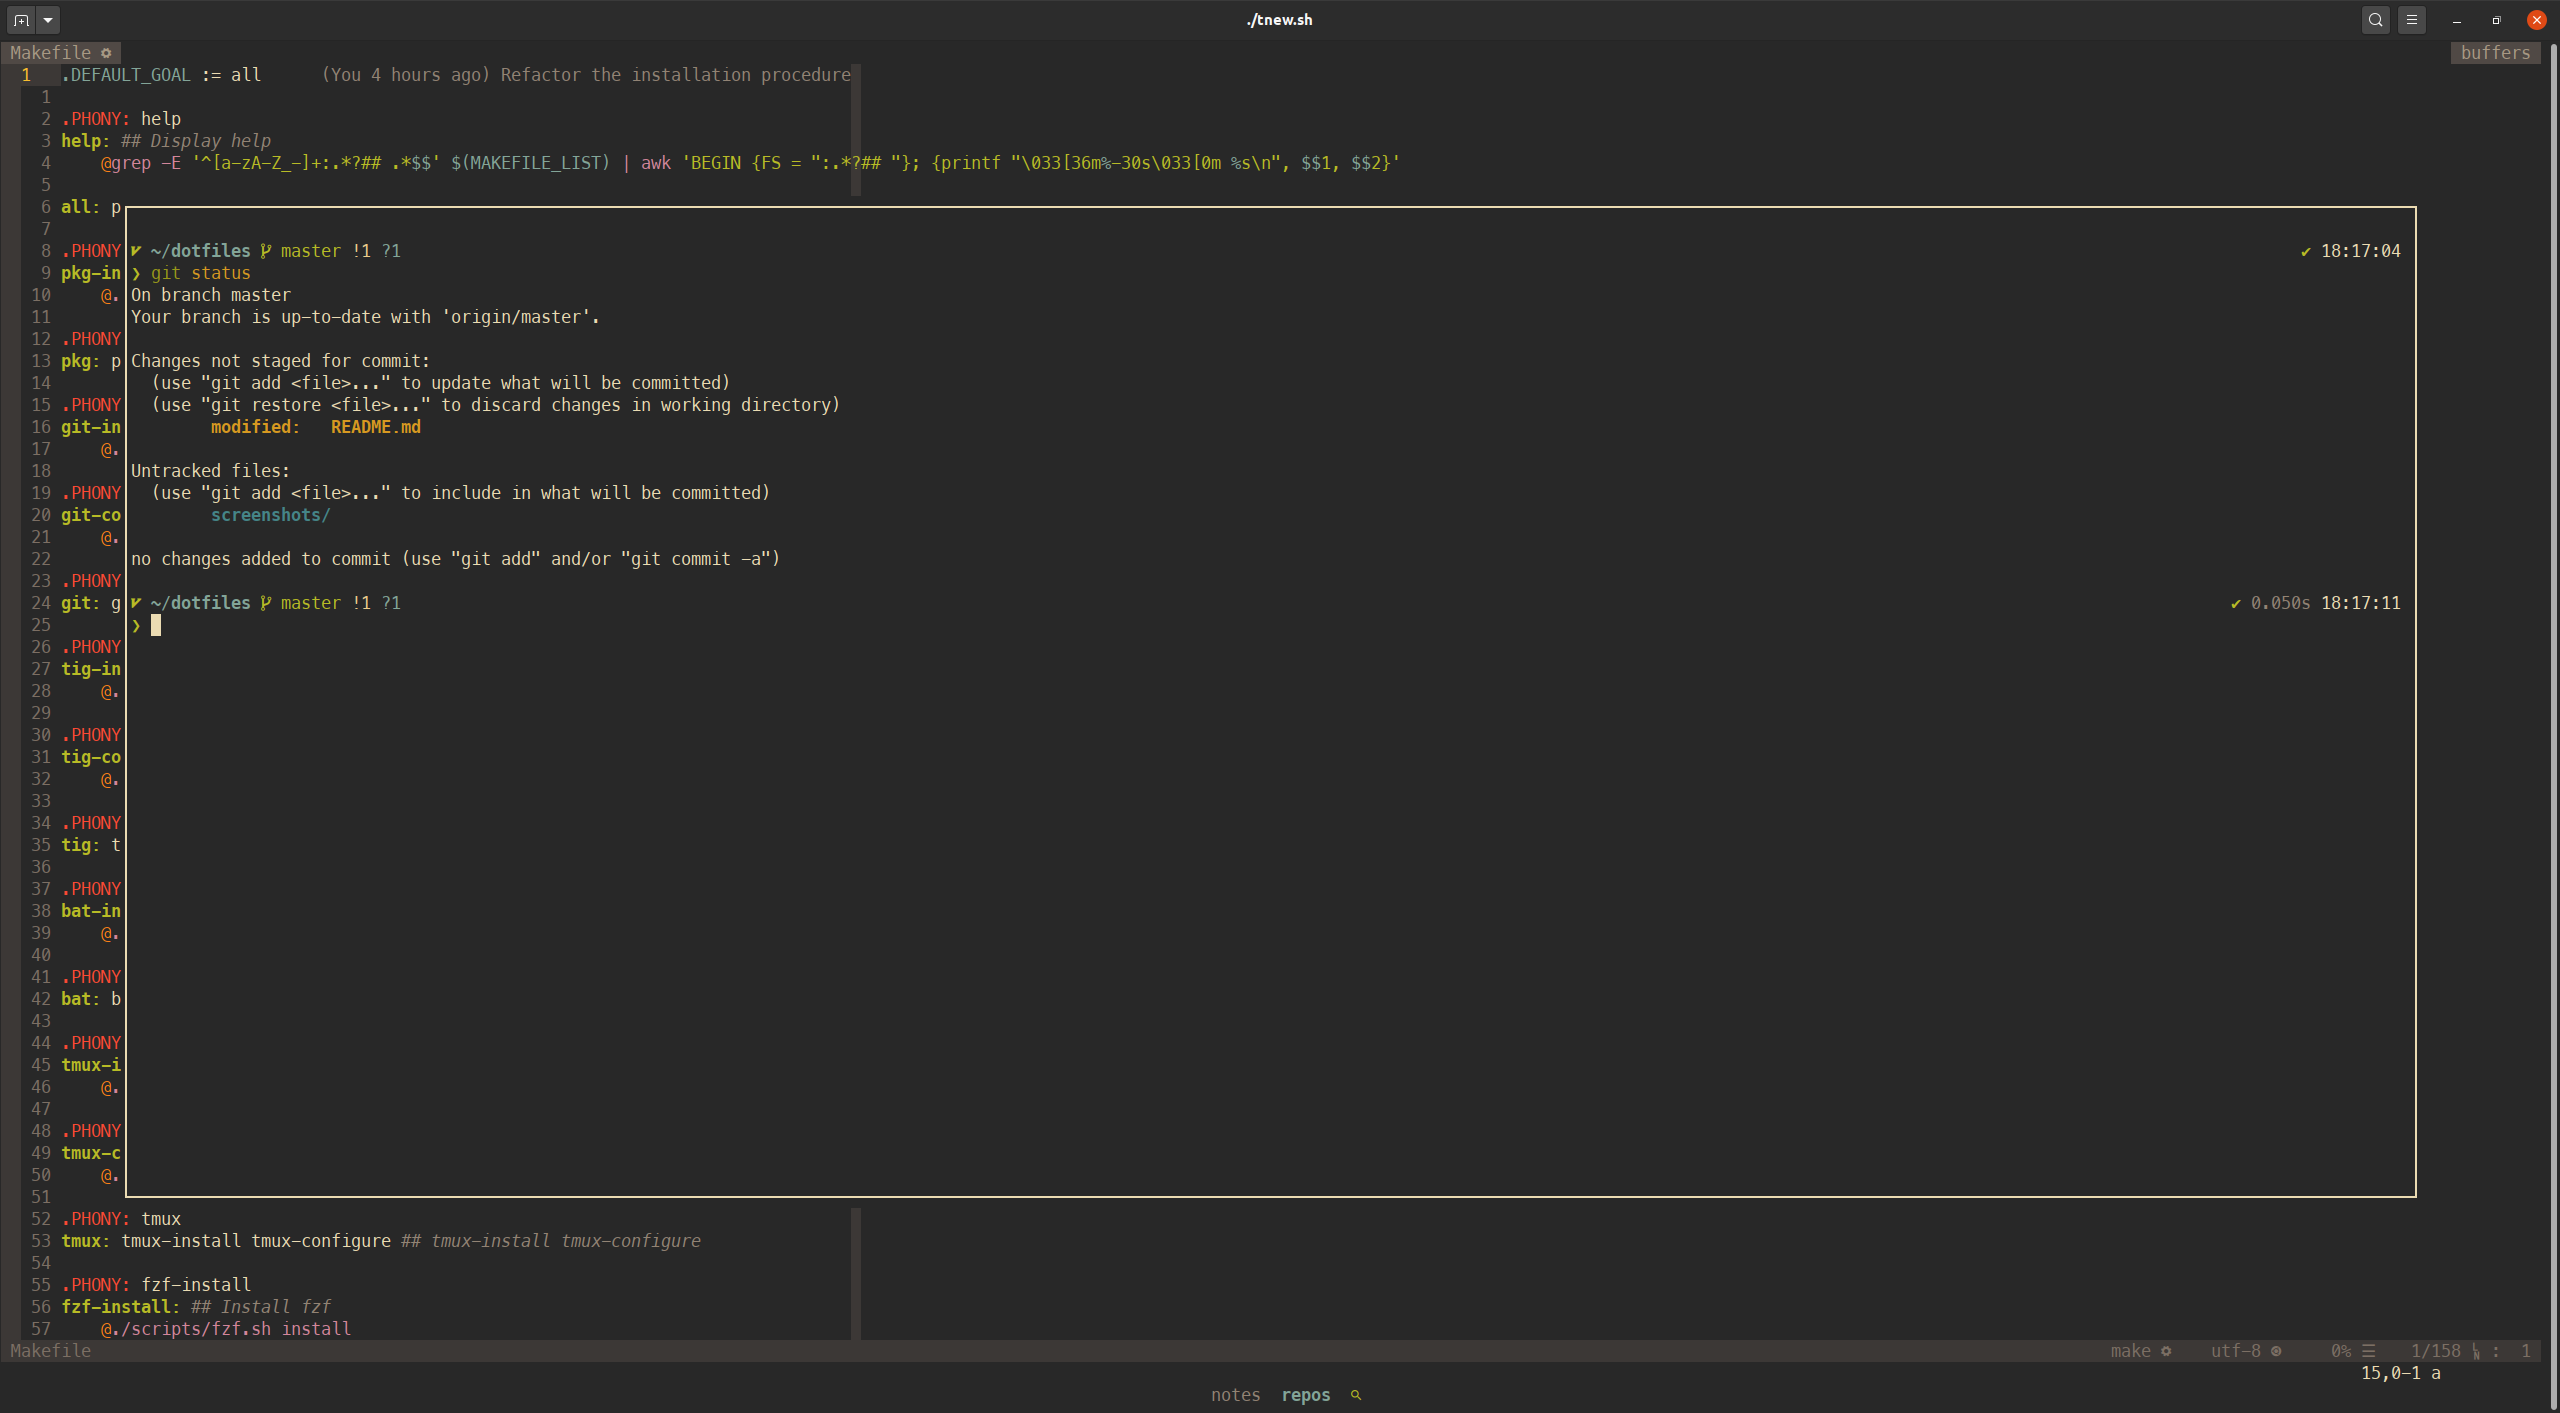 ./tnew.sh
Makefile buffers
1 .DEFAULT_GOAL := all (You 4 hours ago) Refactor the installation procedure
1
2 .PHONY: help
3 help: ## Display help
4 @grep -E '^[a-zA-Z_-]+:.*?## .*$$' $(MAKEFILE_LIST) | awk 'BEGIN {FS = ":.*?## "}; {printf "\033[36m%-30s\033[0m %s\n", $$1, $$2}'
5
6 all: p
7
8 .PHONY ~/dotfiles master !1 ?1 ✔ 18:17:04
9 pkg-in ❯ git status
10 @. On branch master
11 Your branch is up-to-date with 'origin/master'.
12 .PHONY
13 pkg: p Changes not staged for commit:
14 (use "git add <file>..." to update what will be committed)
15 .PHONY (use "git restore <file>..." to discard changes in working directory)
16 git-in modified: README.md
17 @.
18 Untracked files:
19 .PHONY (use "git add <file>..." to include in what will be committed)
20 git-co screenshots/
21 @.
22 no changes added to commit (use "git add" and/or "git commit -a")
23 .PHONY
24 git: g ~/dotfiles master !1 ?1 ✔ 0.050s 18:17:11
25 ❯
26 .PHONY
27 tig-in
28 @.
29
30 .PHONY
31 tig-co
32 @.
33
34 .PHONY
35 tig: t
36
37 .PHONY
38 bat-in
39 @.
40
41 .PHONY
42 bat: b
43
44 .PHONY
45 tmux-i
46 @.
47
48 .PHONY
49 tmux-c
50 @.
51
52 .PHONY: tmux
53 tmux: tmux-install tmux-configure ## tmux-install tmux-configure
54
55 .PHONY: fzf-install
56 fzf-install: ## Install fzf
57 @./scripts/fzf.sh install
Makefile make utf-8 0% ☰ 1/158 : 1
15,0-1 a
notes repos